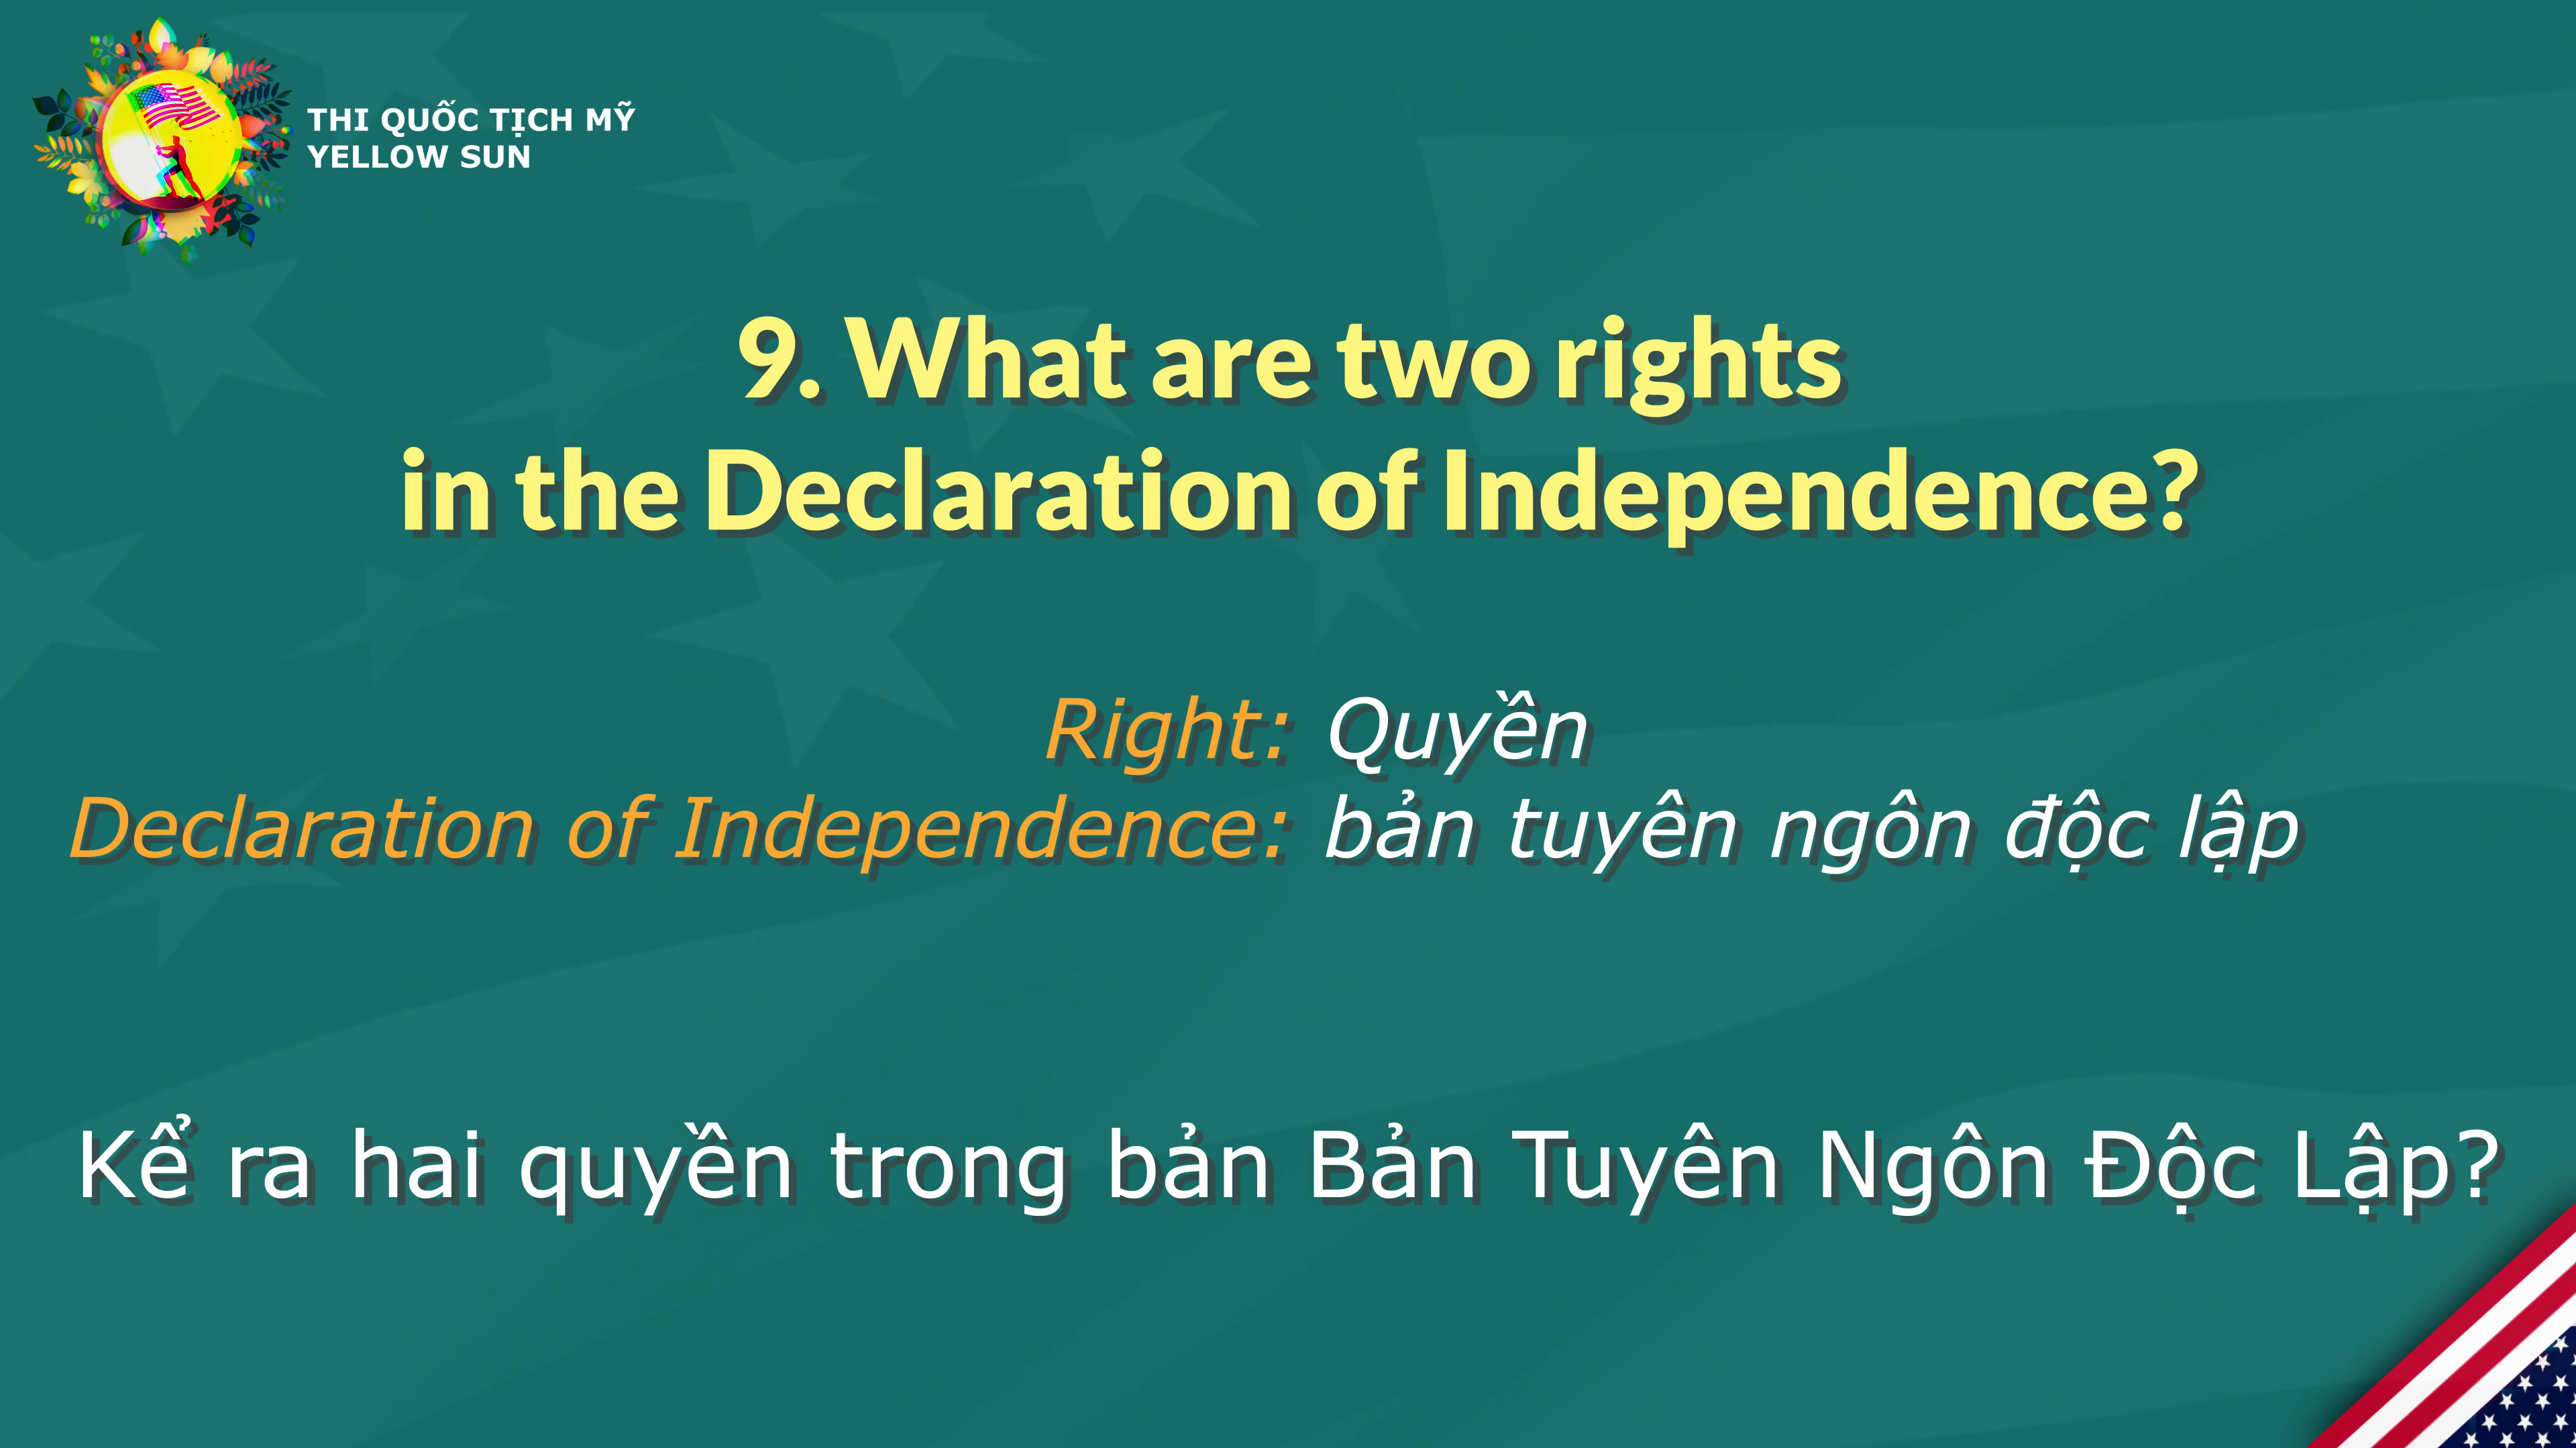 THI QUỐC TỊCH MỸ
YELLOW SUN
9. What are two rights
in the Declaration of Independence?
Right: Quyền
Declaration of Independence: bản tuyên ngôn độc lập
Kể ra hai quyền trong bản Bản Tuyên Ngôn Độc Lập?